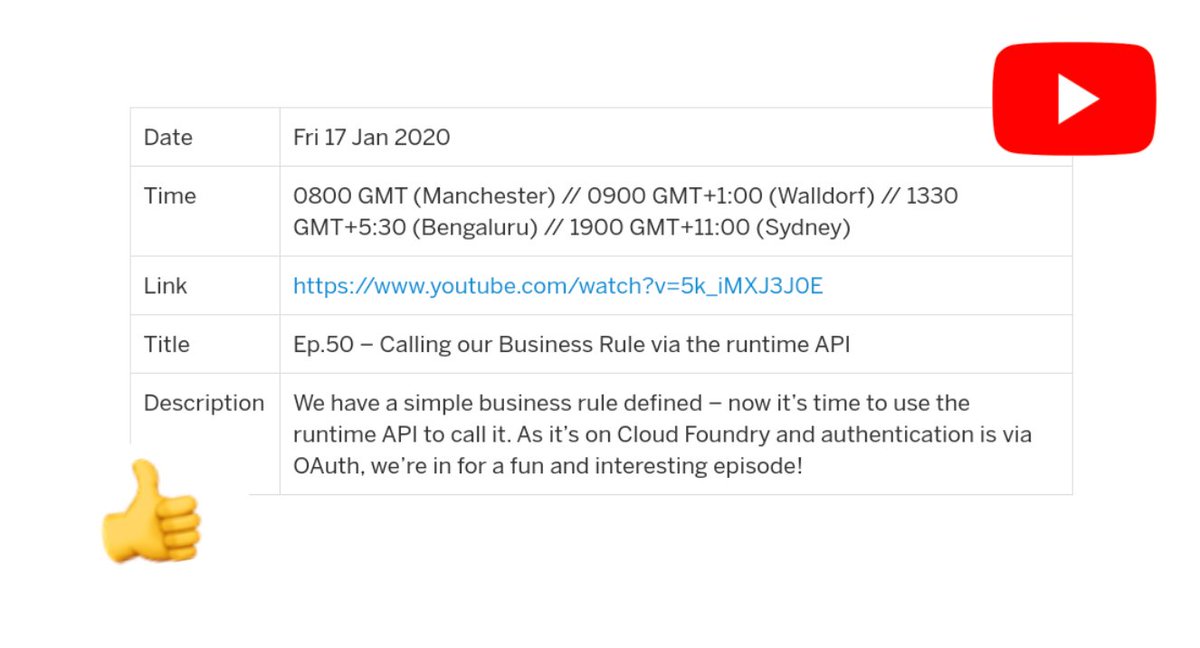 Date
Fri 17 Jan 2020
Time
0800 GMT (Manchester) // 0900 GMT+1:00 (Walldorf) // 1330
GMT+5:30 (Bengaluru) // 1900 GMT+11:00 (Sydney)
Link
https://www.youtube.com/watch?v=5k_iMXJ3J0E
Title
Ep.50 – Calling our Business Rule via the runtime API
Description
We have a simple business rule defined – now it’s time to use the
runtime API to call it. As it’s on Cloud Foundry and authentication is via
OAuth, we’re in for a fun and interesting episode!